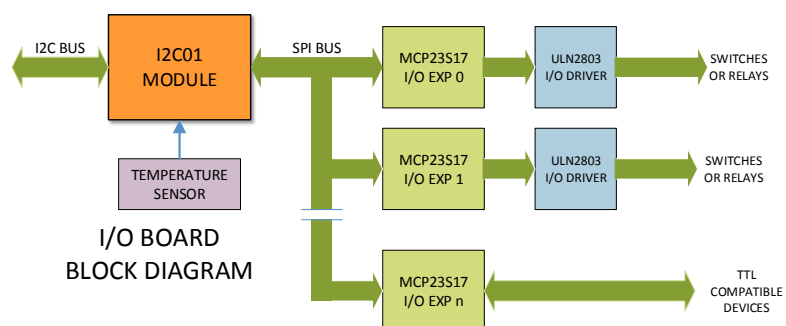 I2C BUS
I2C01
MODULE
SPI BUS
MCP23S17
I/O EXP 0
ULN2803
I/O DRIVER
SWITCHES
OR RELAYS
TEMPERATURE
SENSOR
MCP23S17
I/O EXP 1
ULN2803
I/O DRIVER
SWITCHES
OR RELAYS
I/O BOARD
BLOCK DIAGRAM
MCP23S17
I/O EXP n
TTL
COMPATIBLE
DEVICES